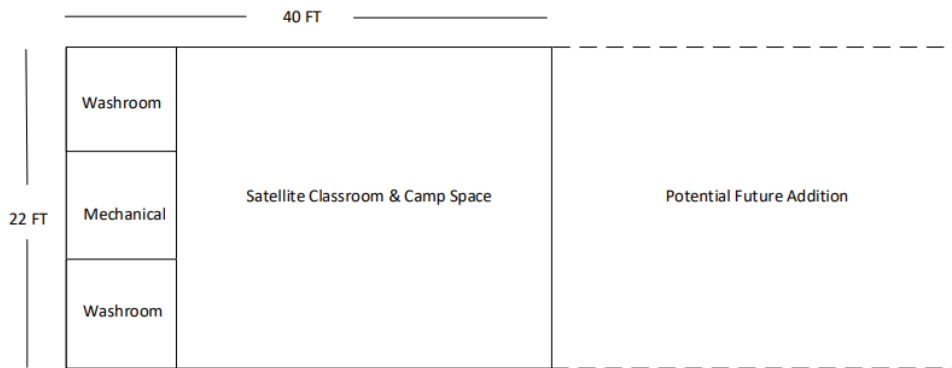 40 FT
Washroom
Satellite Classroom & Camp Space
Potential Future Addition
Mechanical
22 FT
Washroom